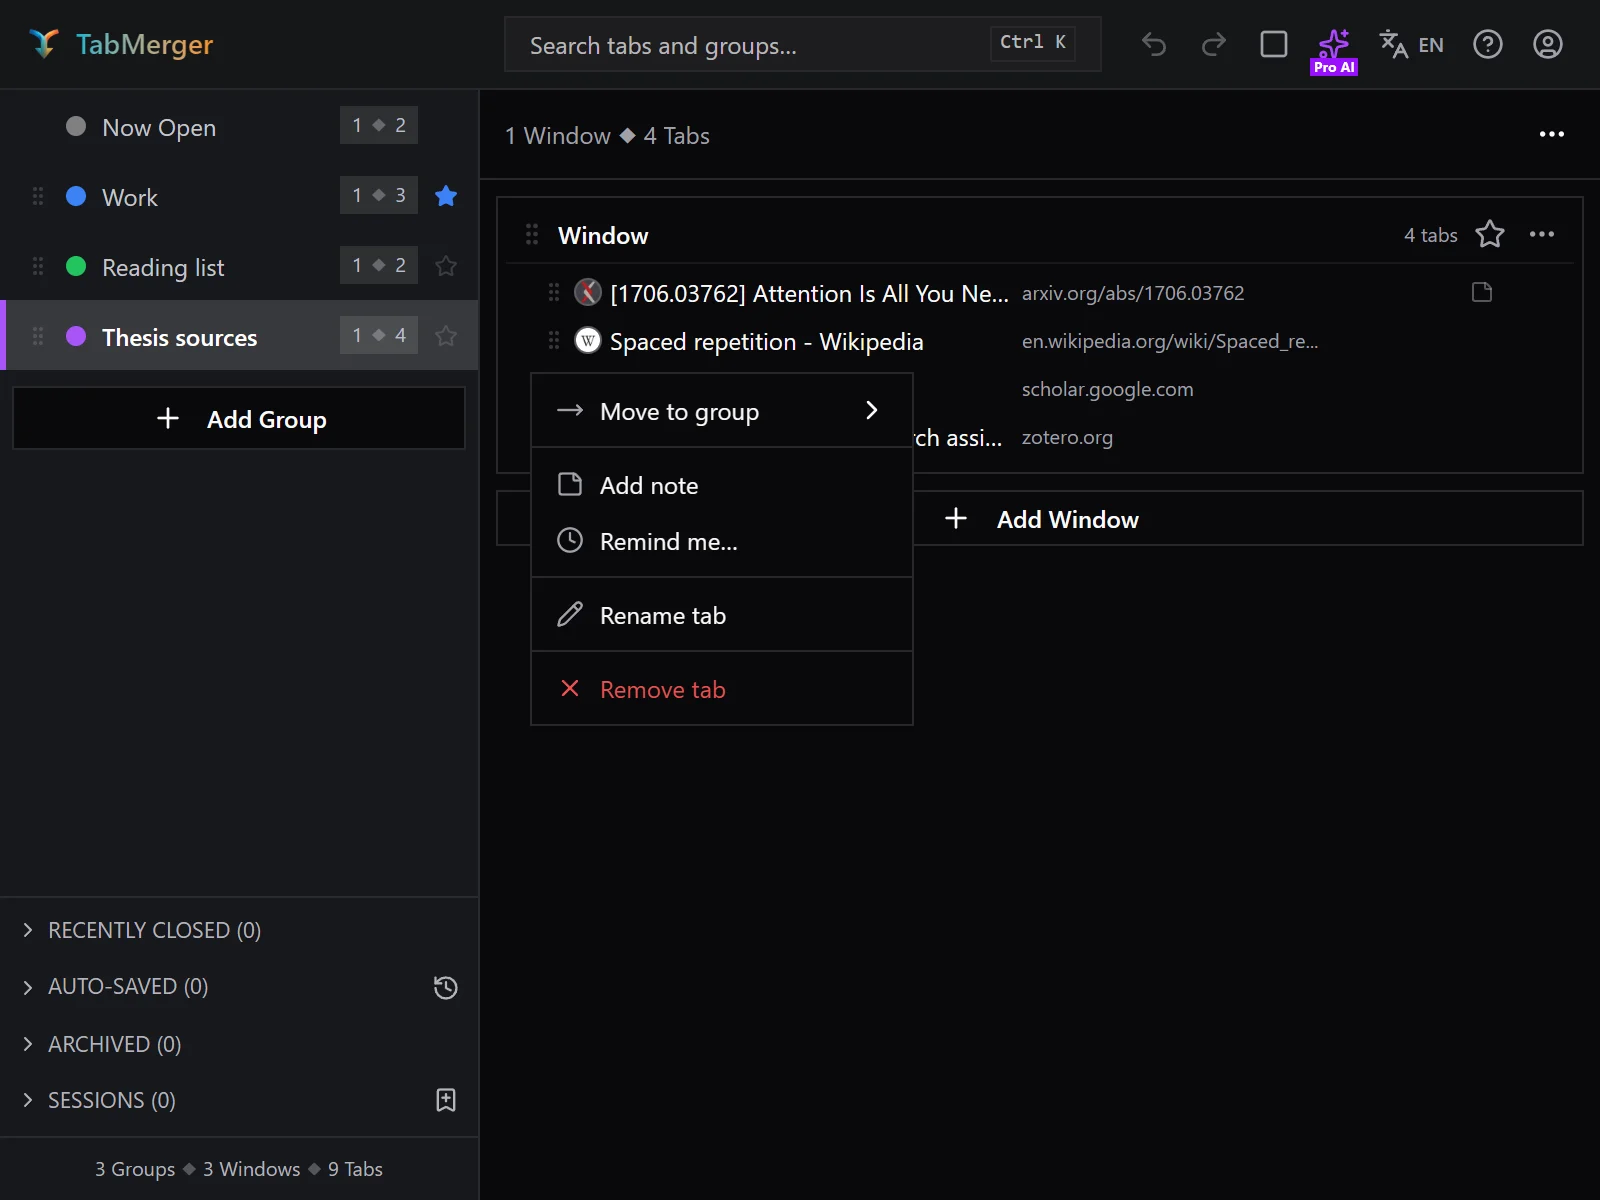 TabMerger
Search tabs and groups... Ctrl K
Pro AI
EN
Now Open 1 ◆ 2
Work 1 ◆ 3
Reading list 1 ◆ 2
Thesis sources 1 ◆ 4
Add Group
RECENTLY CLOSED (0)
AUTO-SAVED (0)
ARCHIVED (0)
SESSIONS (0)
3 Groups ◆ 3 Windows ◆ 9 Tabs
1 Window ◆ 4 Tabs
Window 4 tabs
[1706.03762] Attention Is All You Ne... arxiv.org/abs/1706.03762
W Spaced repetition - Wikipedia en.wikipedia.org/wiki/Spaced_re...
scholar.google.com
assi... zotero.org
Move to group
Add note
Remind me...
Rename tab
Remove tab
Add Window